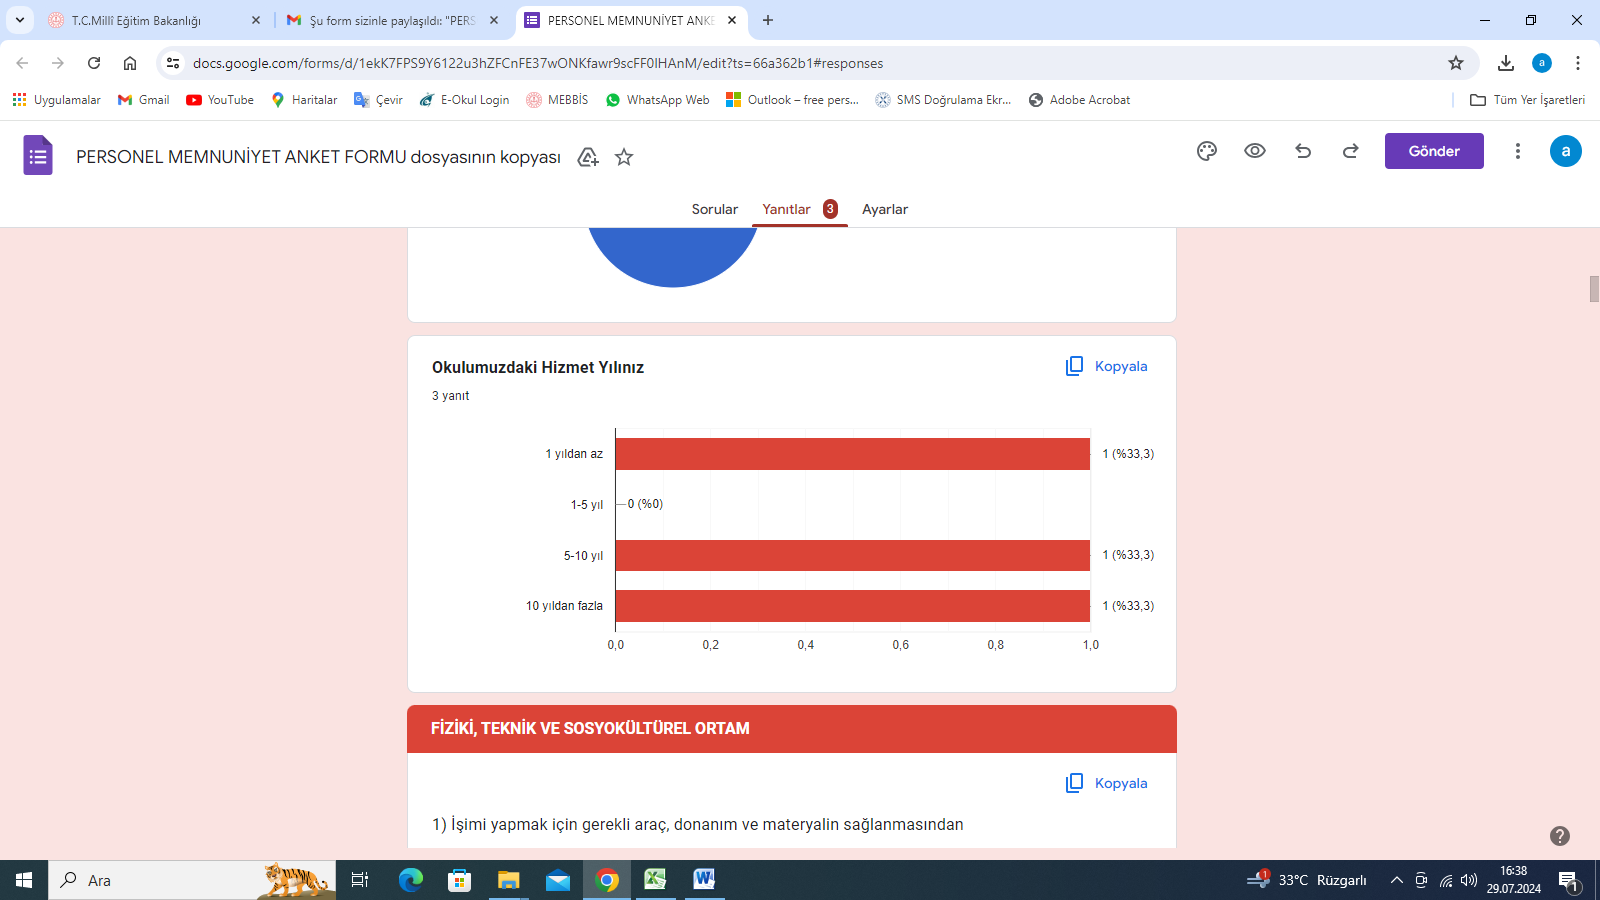 T.C.Millî Eğitim Bakanlığı
Şu form sizinle paylaşıldı: "PERS
PERSONEL MEMNUNİYET ANKE
docs.google.com/forms/d/1ekK7FPS9Y6122u3hZFCnFE37wONKfawr9scFF0IHAnM/edit?ts=66a362b1#responses
a
Uygulamalar
Gmail
YouTube
Haritalar
Çevir
E-Okul Login
MEBBİS
WhatsApp Web
Outlook – free pers...
SMS Doğrulama Ekr...
Adobe Acrobat
Tüm Yer İşaretleri
PERSONEL MEMNUNİYET ANKET FORMU dosyasının kopyası
Gönder
a
Sorular
Yanıtlar 3
Ayarlar
Okulumuzdaki Hizmet Yılınız
Kopyala
3 yanıt
1 yıldan az
1 (%33,3)
1-5 yıl
0 (%0)
5-10 yıl
1 (%33,3)
10 yıldan fazla
1 (%33,3)
0,0 0,2 0,4 0,6 0,8 1,0
FİZİKİ, TEKNİK VE SOSYOKÜLTÜREL ORTAM
Kopyala
1) İşimi yapmak için gerekli araç, donanım ve materyalin sağlanmasından
Ara
1
33°C Rüzgarlı
16:38
29.07.2024
1